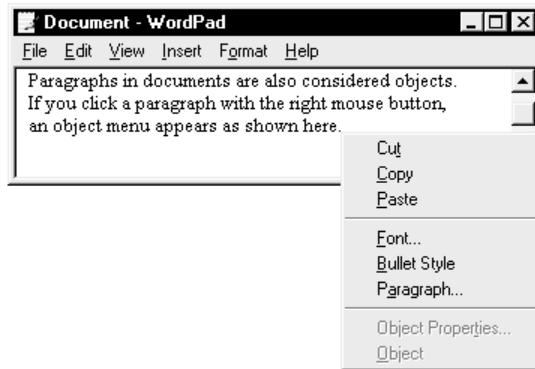 Document - WordPad
File Edit View Insert Format Help
Paragraphs in documents are also considered objects.
If you click a paragraph with the right mouse button,
an object menu appears as shown here.
Cut
Copy
Paste
Font...
Bullet Style
Paragraph...
Object Properties...
Object